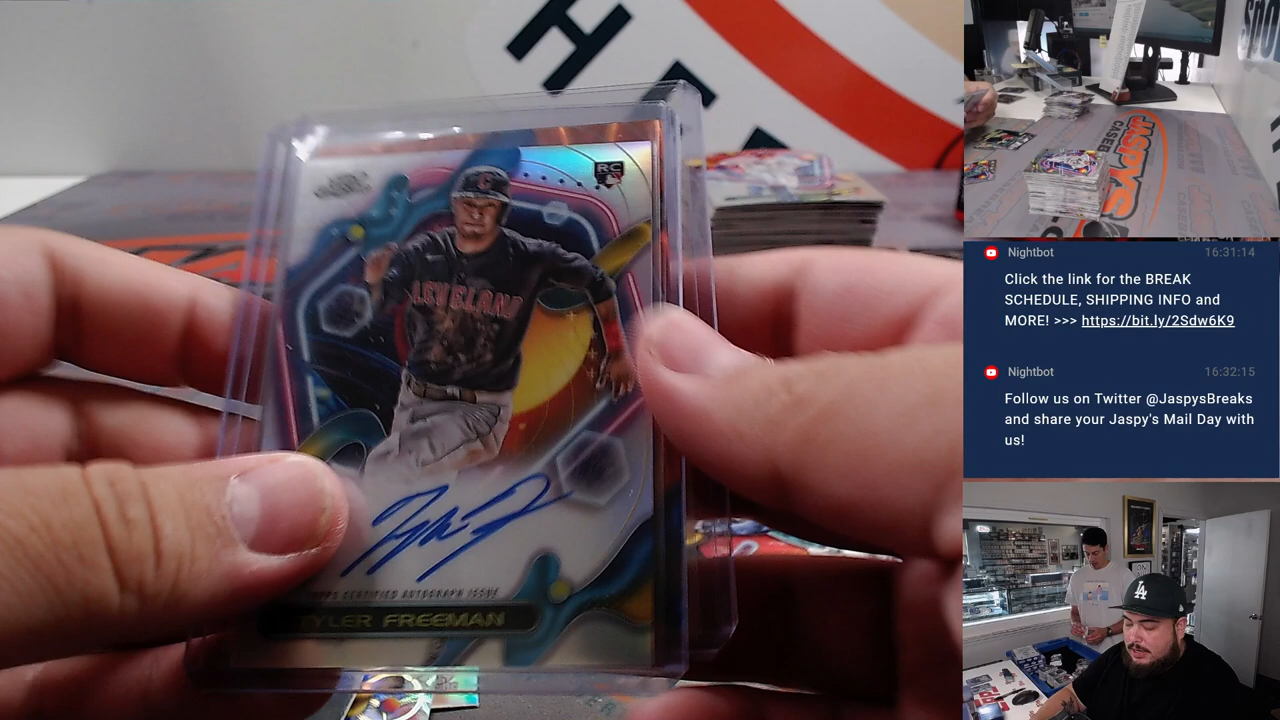 RC
CLEVELAND
TOPPS CERTIFIED AUTOGRAPH ISSUE
TYLER FREEMAN
JASPYS
CASEB
Nightbot 16:31:14
Click the link for the BREAK
SCHEDULE, SHIPPING INFO and
MORE! >>> https://bit.ly/2Sdw6K9
Nightbot 16:32:15
Follow us on Twitter @JaspysBreaks
and share your Jaspy's Mail Day with
us!
LA